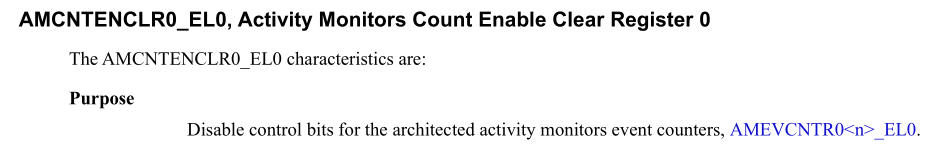 AMCNTENCLR0_EL0, Activity Monitors Count Enable Clear Register 0
The AMCNTENCLR0_EL0 characteristics are:
Purpose
Disable control bits for the architected activity monitors event counters, AMEVCNTR0<n>_EL0.